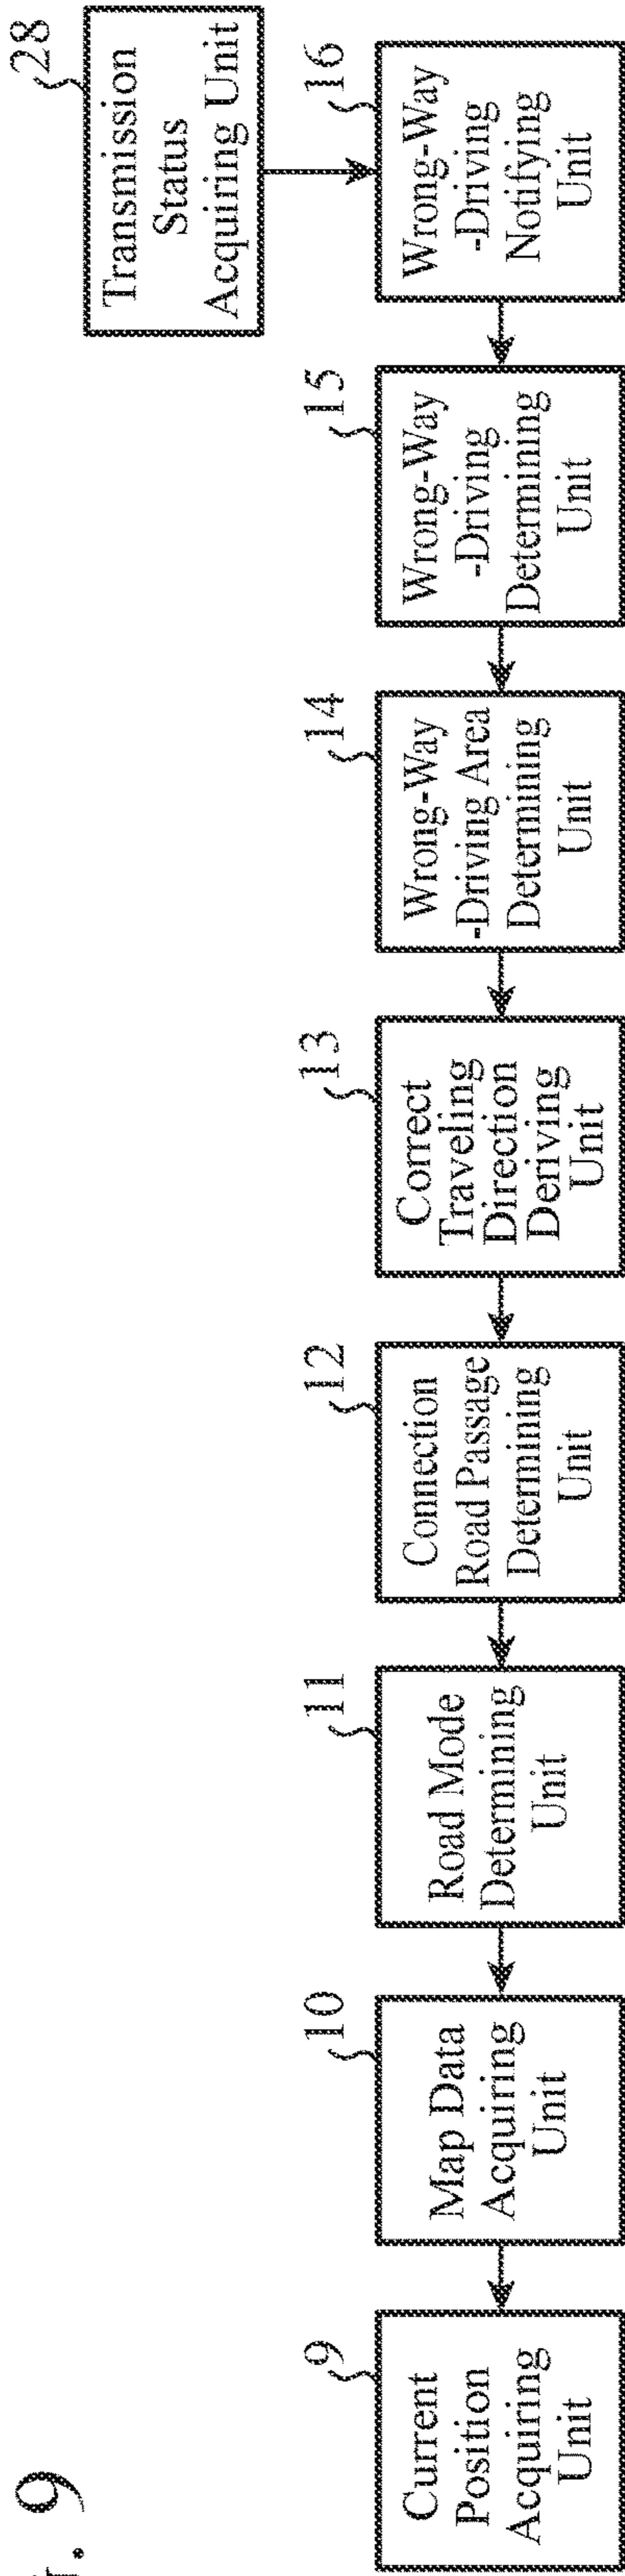 . 9
28
Transmission
Status
Acquiring Unit
9
Current
Position
Acquiring
Unit
10
Map Data
Acquiring
Unit
11
Road Mode
Determining
Unit
12
Connection
Road Passage
Determining
Unit
13
Correct
Traveling
Direction
Deriving
Unit
14
Wrong-Way
-Driving Area
Determining
Unit
15
Wrong-Way
-Driving
Determining
Unit
16
Wrong-Way
-Driving
Notifying
Unit